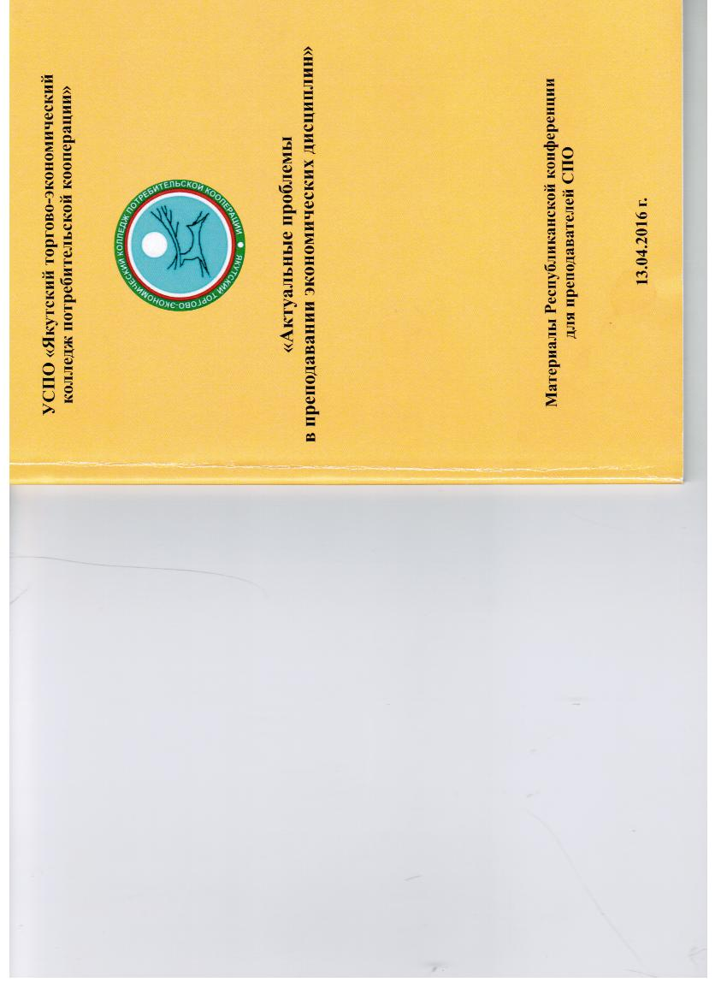 УСПО «Якутский торгово-экономический
колледж потребительской кооперации»
ЯКУТСКИЙ ТОРГОВО-ЭКОНОМИЧЕСКИЙ КОЛЛЕДЖ ПОТРЕБИТЕЛЬСКОЙ КООПЕРАЦИИ
«Актуальные проблемы
в преподавании экономических дисциплин»
Материалы Республиканской конференции
для преподавателей СПО
13.04.2016 г.